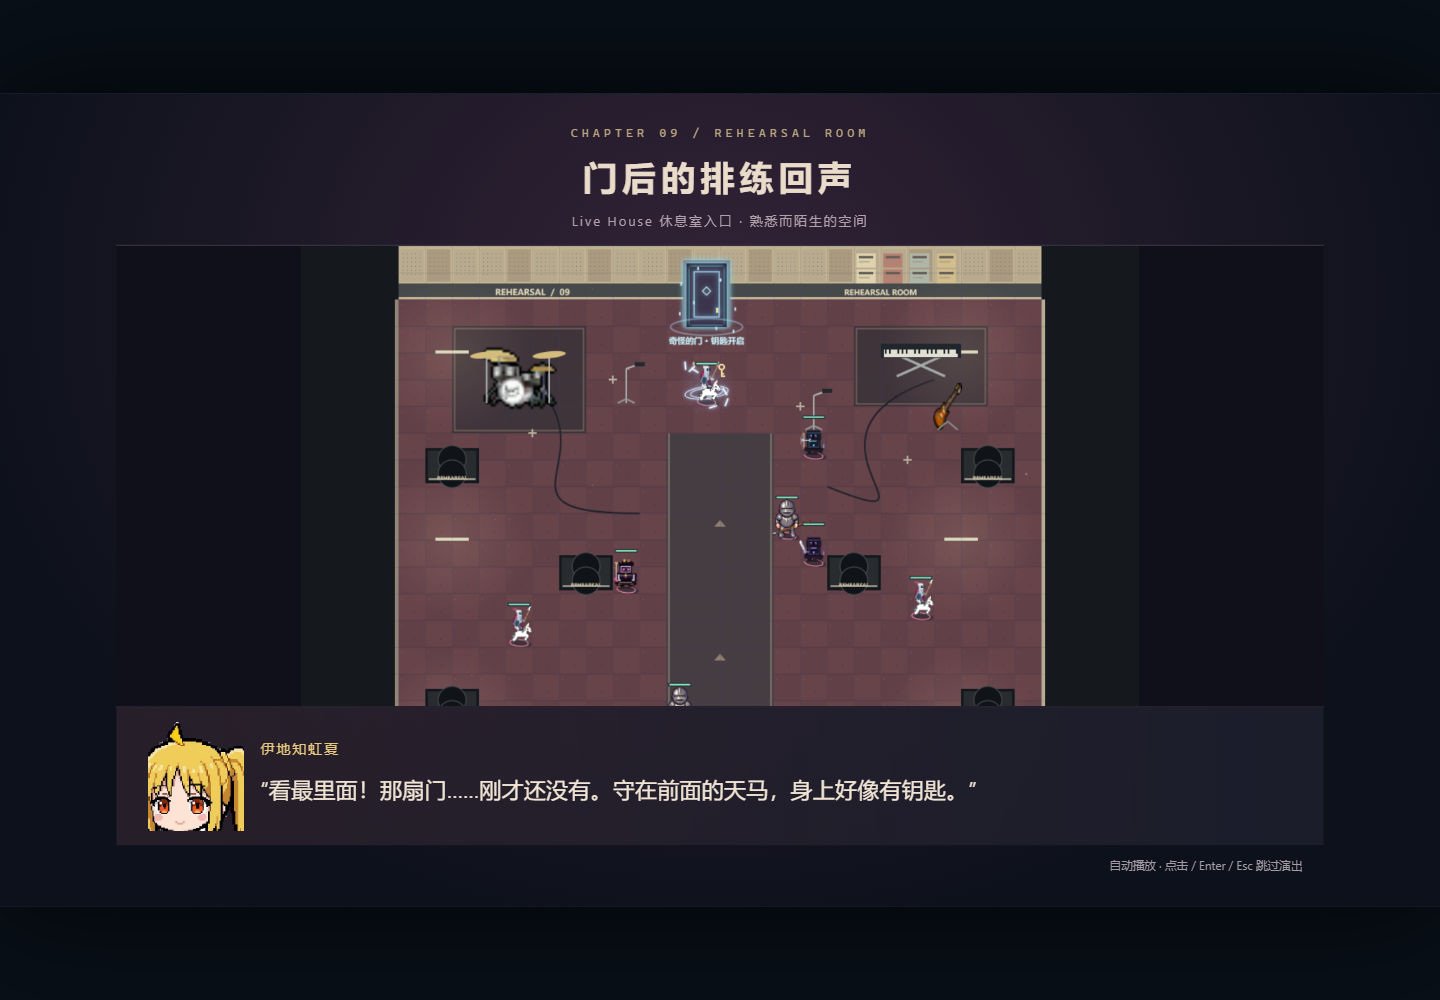 CHAPTER 09 / REHEARSAL ROOM
门后的排练回声
Live House 休息室入口 · 熟悉而陌生的空间
REHEARSAL / 09
REHEARSAL ROOM
奇怪的门 · 钥匙开启
REHEARSAL
REHEARSAL
REHEARSAL
REHEARSAL
伊地知虹夏
“看最里面！那扇门……刚才还没有。守在前面的天马，身上好像有钥匙。”
自动播放 · 点击 / Enter / Esc 跳过演出